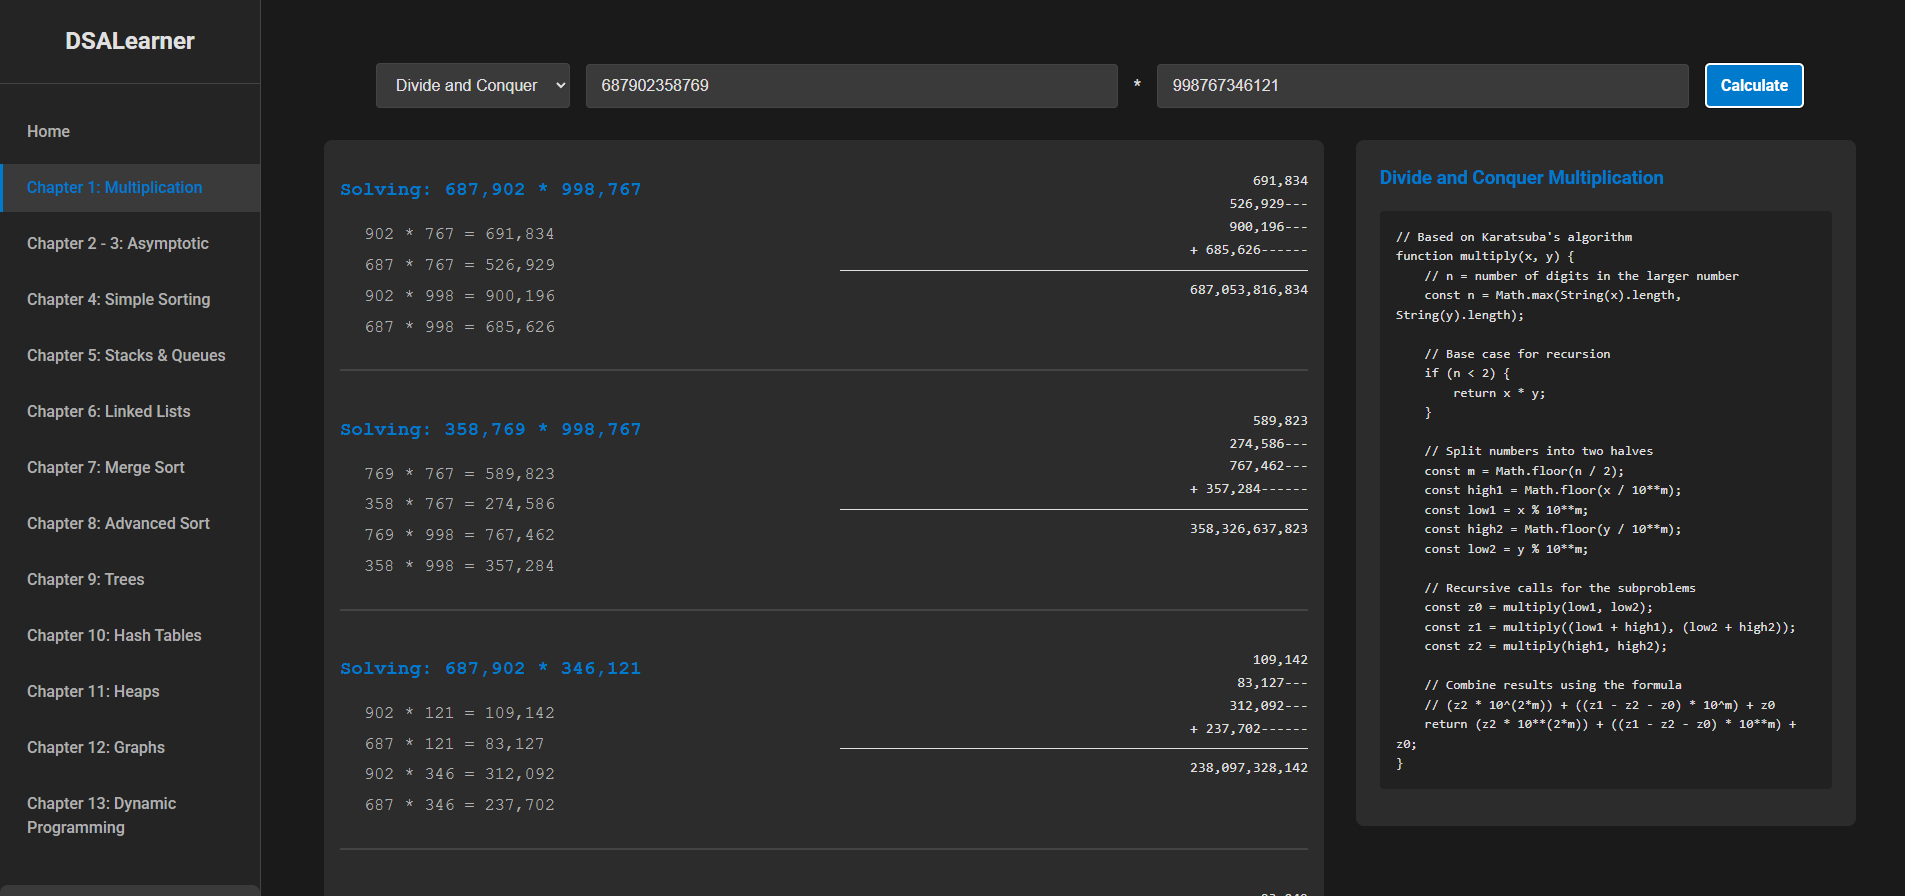 DSALearner
Home
Chapter 1: Multiplication
Chapter 2 - 3: Asymptotic
Chapter 4: Simple Sorting
Chapter 5: Stacks & Queues
Chapter 6: Linked Lists
Chapter 7: Merge Sort
Chapter 8: Advanced Sort
Chapter 9: Trees
Chapter 10: Hash Tables
Chapter 11: Heaps
Chapter 12: Graphs
Chapter 13: Dynamic
Programming
Divide and Conquer 687902358769 * 998767346121 Calculate
Solving: 687,902 * 998,767
902 * 767 = 691,834
687 * 767 = 526,929
902 * 998 = 900,196
687 * 998 = 685,626
691,834
526,929---
900,196---
+ 685,626------
687,053,816,834
Solving: 358,769 * 998,767
769 * 767 = 589,823
358 * 767 = 274,586
769 * 998 = 767,462
358 * 998 = 357,284
589,823
274,586---
767,462---
+ 357,284------
358,326,637,823
Solving: 687,902 * 346,121
902 * 121 = 109,142
687 * 121 = 83,127
902 * 346 = 312,092
687 * 346 = 237,702
109,142
83,127---
312,092---
+ 237,702------
238,097,328,142
Divide and Conquer Multiplication
// Based on Karatsuba's algorithm
function multiply(x, y) {
// n = number of digits in the larger number
const n = Math.max(String(x).length,
String(y).length);
// Base case for recursion
if (n < 2) {
return x * y;
}
// Split numbers into two halves
const m = Math.floor(n / 2);
const high1 = Math.floor(x / 10**m);
const low1 = x % 10**m;
const high2 = Math.floor(y / 10**m);
const low2 = y % 10**m;
// Recursive calls for the subproblems
const z0 = multiply(low1, low2);
const z1 = multiply((low1 + high1), (low2 + high2));
const z2 = multiply(high1, high2);
// Combine results using the formula
// (z2 * 10^(2*m)) + ((z1 - z2 - z0) * 10^m) + z0
return (z2 * 10**(2*m)) + ((z1 - z2 - z0) * 10**m) +
z0;
}